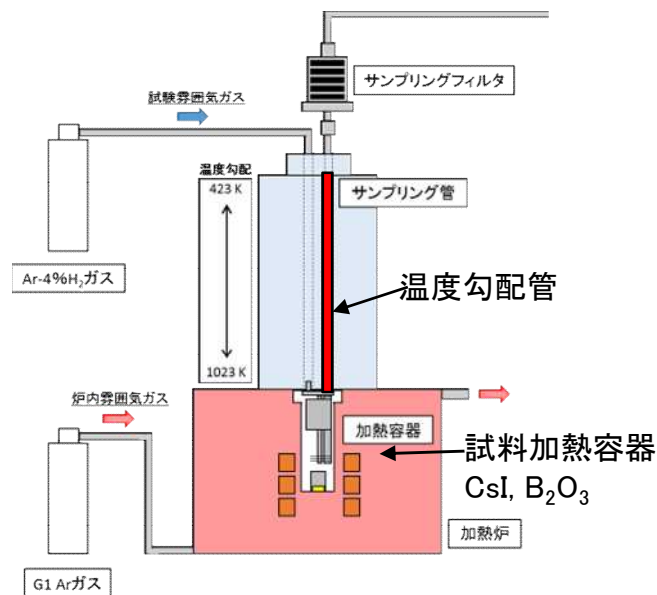 サンプリングフィルタ
試験雰囲気ガス
温度勾配
423 K
サンプリング管
Ar-4%H₂ガス
温度勾配管
1023 K
炉内雰囲気ガス
加熱容器
試料加熱容器
CsI, B₂O₃
加熱炉
G1 Arガス